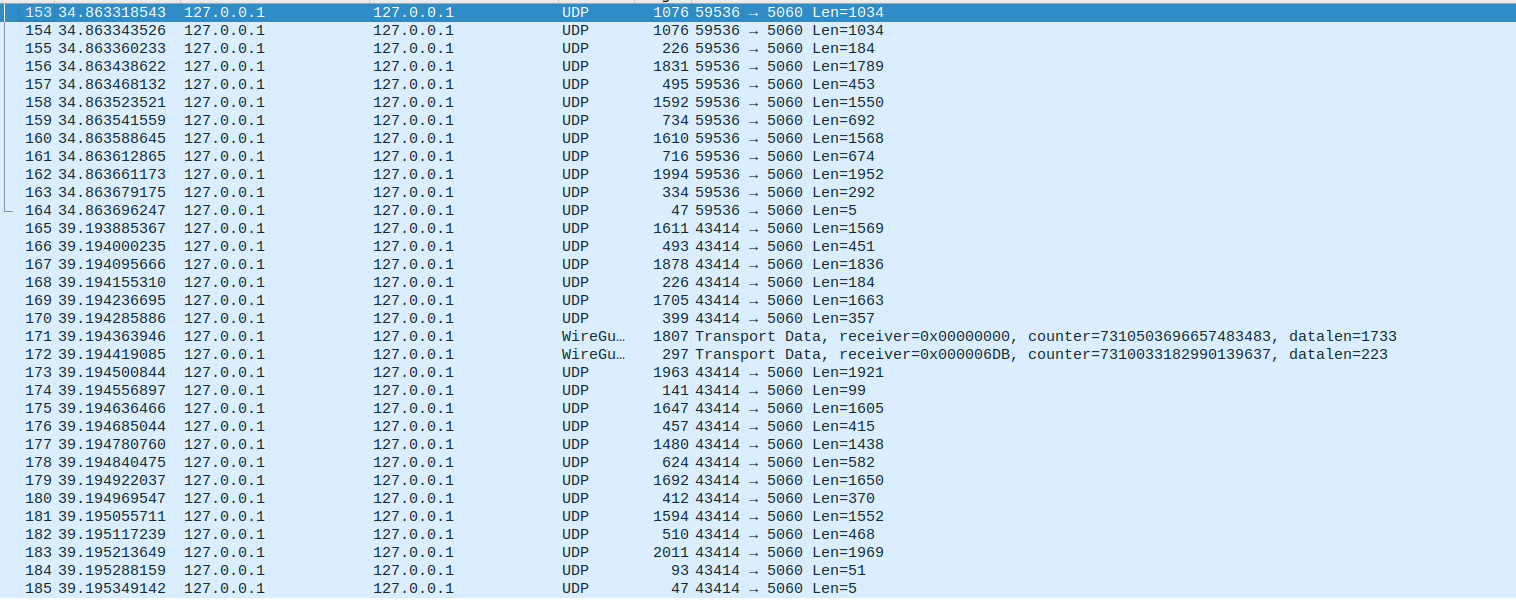 153 34.863318543 127.0.0.1 127.0.0.1 UDP 1076 59536 → 5060 Len=1034
154 34.863343526 127.0.0.1 127.0.0.1 UDP 1076 59536 → 5060 Len=1034
155 34.863360233 127.0.0.1 127.0.0.1 UDP 226 59536 → 5060 Len=184
156 34.863438622 127.0.0.1 127.0.0.1 UDP 1831 59536 → 5060 Len=1789
157 34.863468132 127.0.0.1 127.0.0.1 UDP 495 59536 → 5060 Len=453
158 34.863523521 127.0.0.1 127.0.0.1 UDP 1592 59536 → 5060 Len=1550
159 34.863541559 127.0.0.1 127.0.0.1 UDP 734 59536 → 5060 Len=692
160 34.863588645 127.0.0.1 127.0.0.1 UDP 1610 59536 → 5060 Len=1568
161 34.863612865 127.0.0.1 127.0.0.1 UDP 716 59536 → 5060 Len=674
162 34.863661173 127.0.0.1 127.0.0.1 UDP 1994 59536 → 5060 Len=1952
163 34.863679175 127.0.0.1 127.0.0.1 UDP 334 59536 → 5060 Len=292
164 34.863696247 127.0.0.1 127.0.0.1 UDP 47 59536 → 5060 Len=5
165 39.193885367 127.0.0.1 127.0.0.1 UDP 1611 43414 → 5060 Len=1569
166 39.194000235 127.0.0.1 127.0.0.1 UDP 493 43414 → 5060 Len=451
167 39.194095666 127.0.0.1 127.0.0.1 UDP 1878 43414 → 5060 Len=1836
168 39.194155310 127.0.0.1 127.0.0.1 UDP 226 43414 → 5060 Len=184
169 39.194236695 127.0.0.1 127.0.0.1 UDP 1705 43414 → 5060 Len=1663
170 39.194285886 127.0.0.1 127.0.0.1 UDP 399 43414 → 5060 Len=357
171 39.194363946 127.0.0.1 127.0.0.1 WireGu… 1807 Transport Data, receiver=0x00000000, counter=7310503696657483483, datalen=1733
172 39.194419085 127.0.0.1 127.0.0.1 WireGu… 297 Transport Data, receiver=0x000006DB, counter=7310033182990139637, datalen=223
173 39.194500844 127.0.0.1 127.0.0.1 UDP 1963 43414 → 5060 Len=1921
174 39.194556897 127.0.0.1 127.0.0.1 UDP 141 43414 → 5060 Len=99
175 39.194636466 127.0.0.1 127.0.0.1 UDP 1647 43414 → 5060 Len=1605
176 39.194685044 127.0.0.1 127.0.0.1 UDP 457 43414 → 5060 Len=415
177 39.194780760 127.0.0.1 127.0.0.1 UDP 1480 43414 → 5060 Len=1438
178 39.194840475 127.0.0.1 127.0.0.1 UDP 624 43414 → 5060 Len=582
179 39.194922037 127.0.0.1 127.0.0.1 UDP 1692 43414 → 5060 Len=1650
180 39.194969547 127.0.0.1 127.0.0.1 UDP 412 43414 → 5060 Len=370
181 39.195055711 127.0.0.1 127.0.0.1 UDP 1594 43414 → 5060 Len=1552
182 39.195117239 127.0.0.1 127.0.0.1 UDP 510 43414 → 5060 Len=468
183 39.195213649 127.0.0.1 127.0.0.1 UDP 2011 43414 → 5060 Len=1969
184 39.195288159 127.0.0.1 127.0.0.1 UDP 93 43414 → 5060 Len=51
185 39.195349142 127.0.0.1 127.0.0.1 UDP 47 43414 → 5060 Len=5